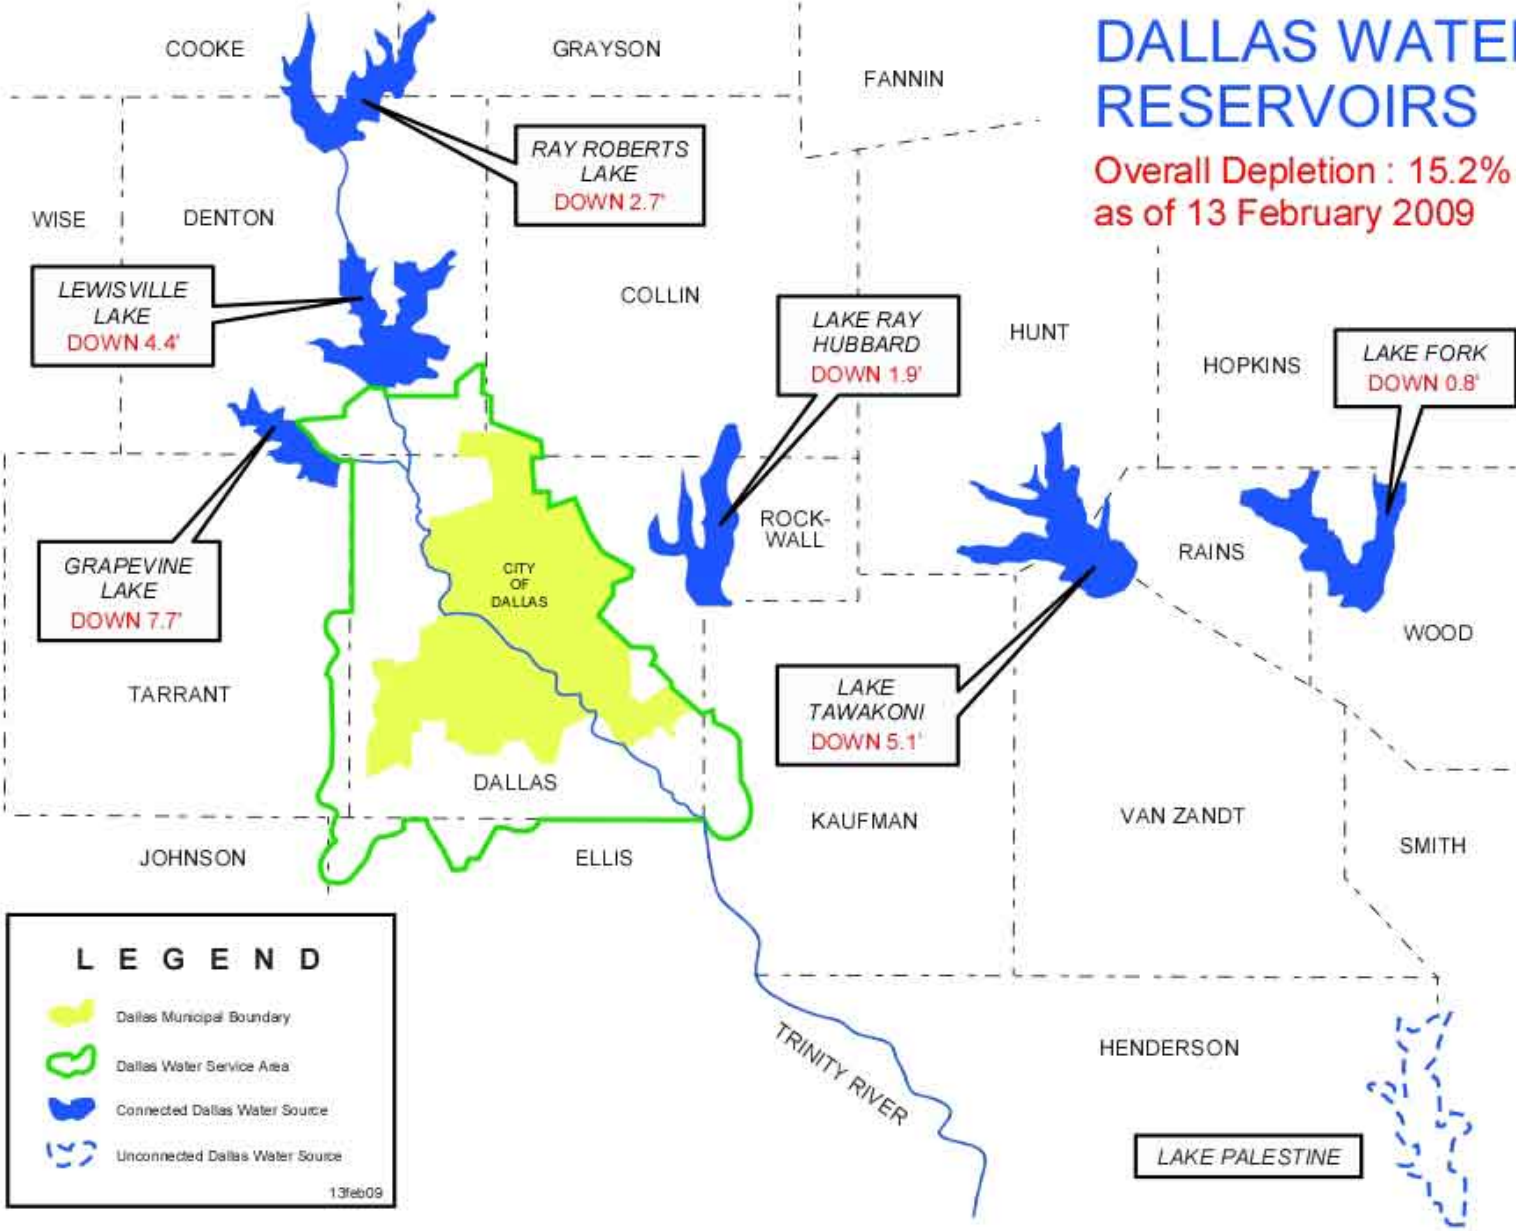 DALLAS WATE
RESERVOIRS
Overall Depletion : 15.2%
as of 13 February 2009
COOKE
GRAYSON
FANNIN
RAY ROBERTS
LAKE
DOWN 2.7'
WISE
DENTON
LEWISVILLE
LAKE
DOWN 4.4'
COLLIN
LAKE RAY
HUBBARD
DOWN 1.9'
HUNT
HOPKINS
LAKE FORK
DOWN 0.8'
GRAPEVINE
LAKE
DOWN 7.7'
CITY
OF
DALLAS
ROCK-
WALL
RAINS
WOOD
TARRANT
LAKE
TAWAKONI
DOWN 5.1'
DALLAS
KAUFMAN
VAN ZANDT
SMITH
JOHNSON
ELLIS
LEGEND
Dallas Municipal Boundary
Dallas Water Service Area
Connected Dallas Water Source
Unconnected Dallas Water Source
13feb09
TRINITY RIVER
HENDERSON
LAKE PALESTINE